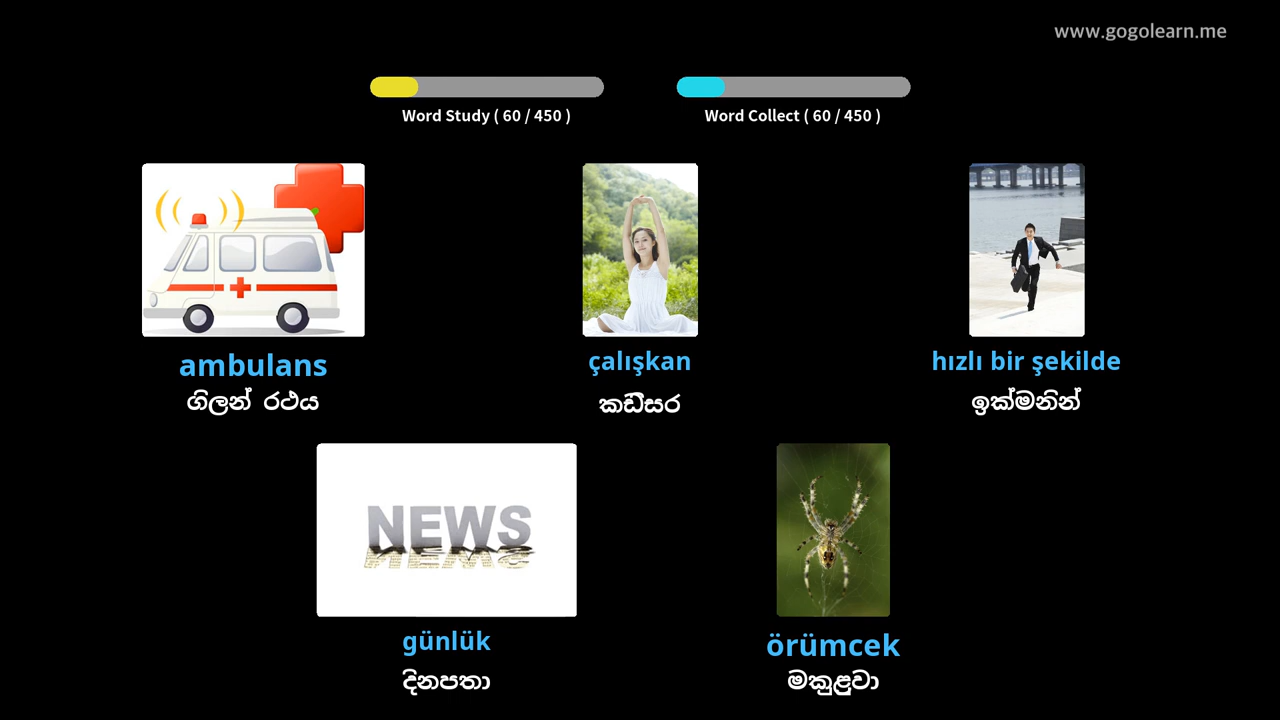 www.gogolearn.me
Word Study ( 60 / 450 )
Word Collect ( 60 / 450 )
ambulans
ගිලන් රථය
çalışkan
කඩිසර
hızlı bir şekilde
ඉක්මනින්
NEWS
günlük
දිනපතා
örümcek
මකුළුවා